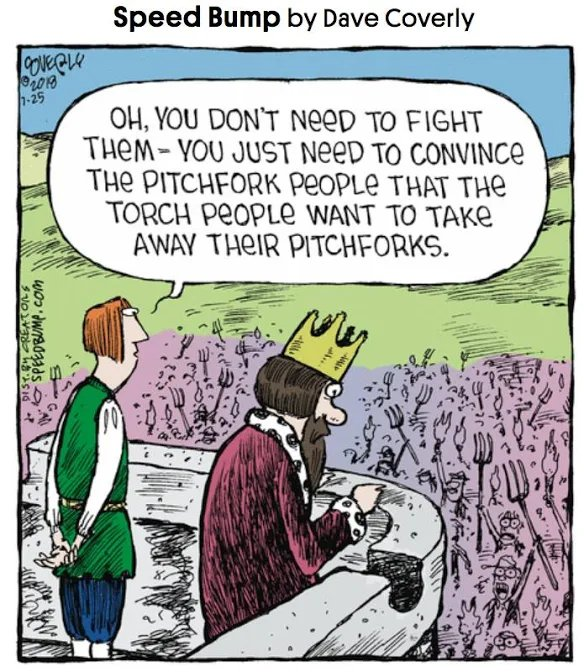 Speed Bump by Dave Coverly
COVERLY
©2018
1-25
OH, YOU DON'T NEED TO FIGHT
THEM– YOU JUST NEED TO CONVINCE
THE PITCHFORK PEOPLE THAT THE
TORCH PEOPLE WANT TO TAKE
AWAY THEIR PITCHFORKS.
DIST. BY CREATORS
SPEEDBUMP.COM